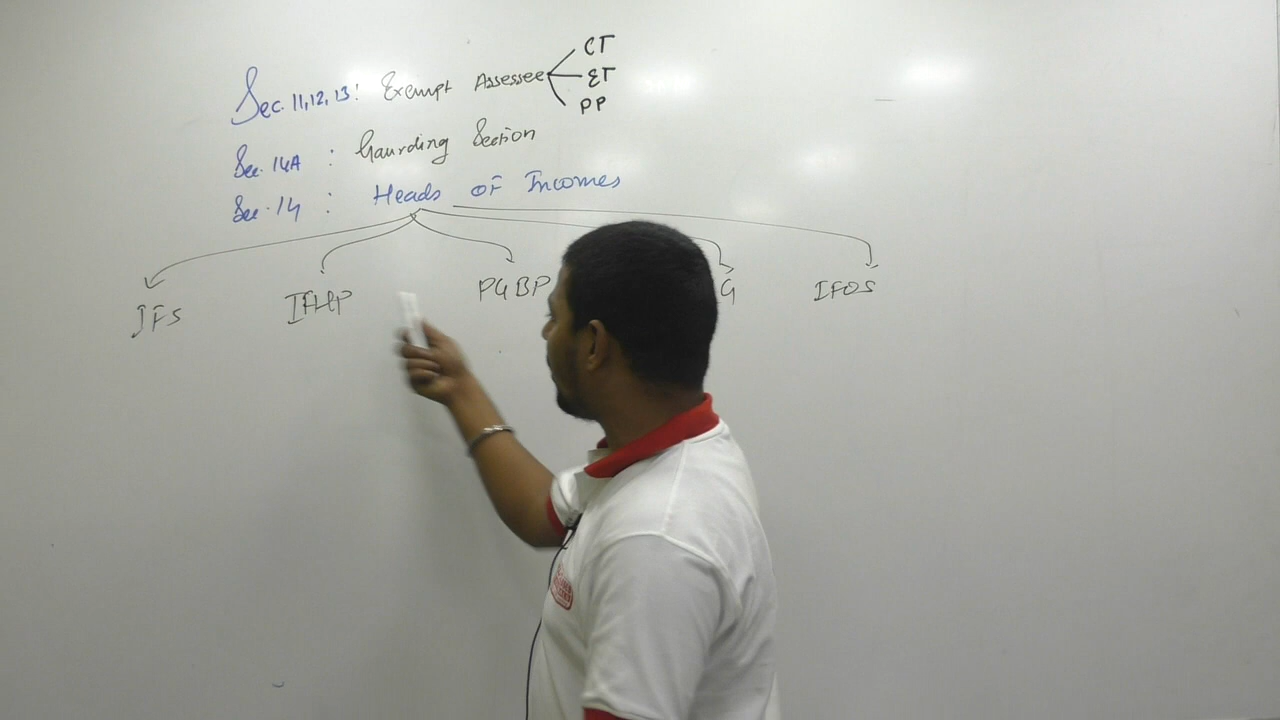 Sec. 11,12,13: Exempt Assessee
CT
ET
PP
Sec. 14A : Gaurding Section
Sec. 14 : Heads of Incomes
IFS IFHP PGBP G IFOS